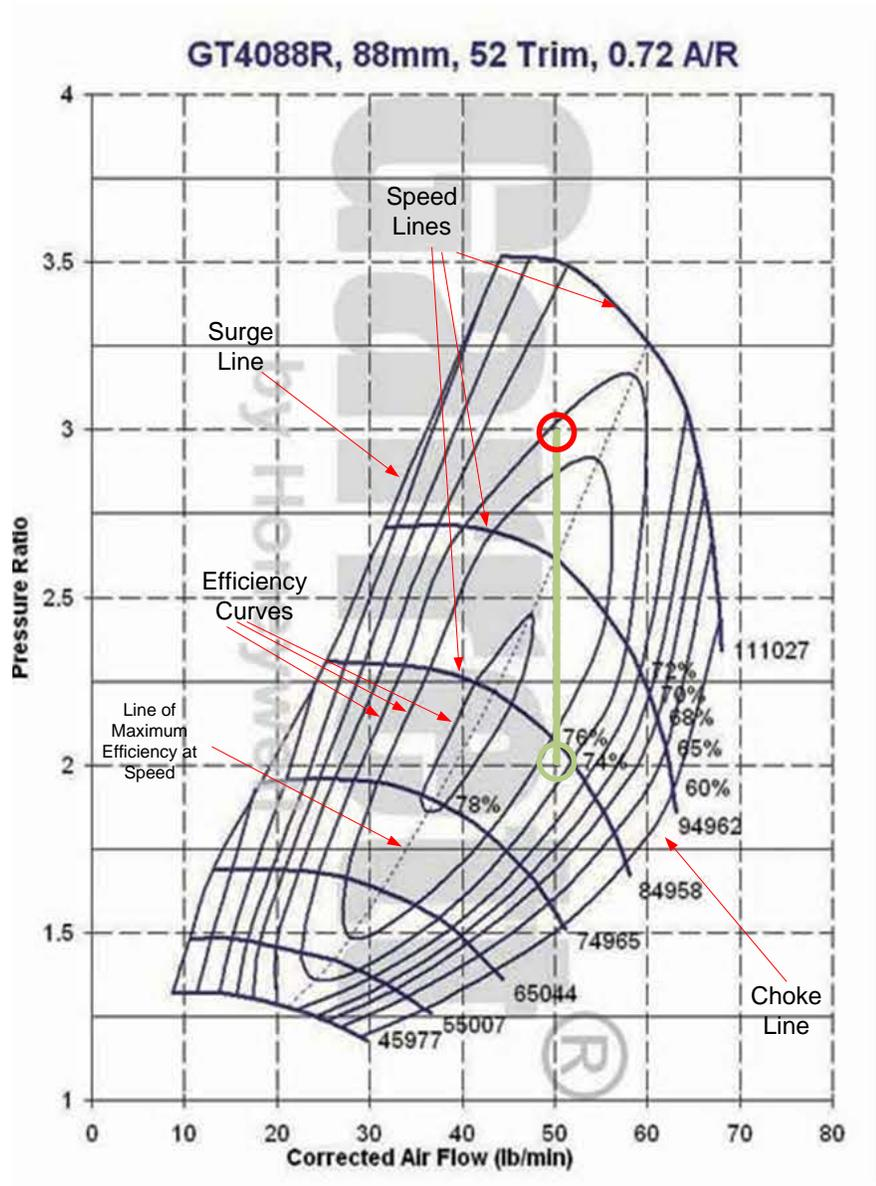 GT4088R, 88mm, 52 Trim, 0.72 A/R
4
3.5
3
2.5
2
1.5
1
Pressure Ratio
Speed
Lines
Surge
Line
Efficiency
Curves
Line of
Maximum
Efficiency at
Speed
Choke
Line
Garrett
by Honeywell
®
72%
70%
68%
65%
60%
76%
74%
78%
111027
94962
84958
74965
65044
55007
45977
0
10
20
30
40
50
60
70
80
Corrected Air Flow (lb/min)